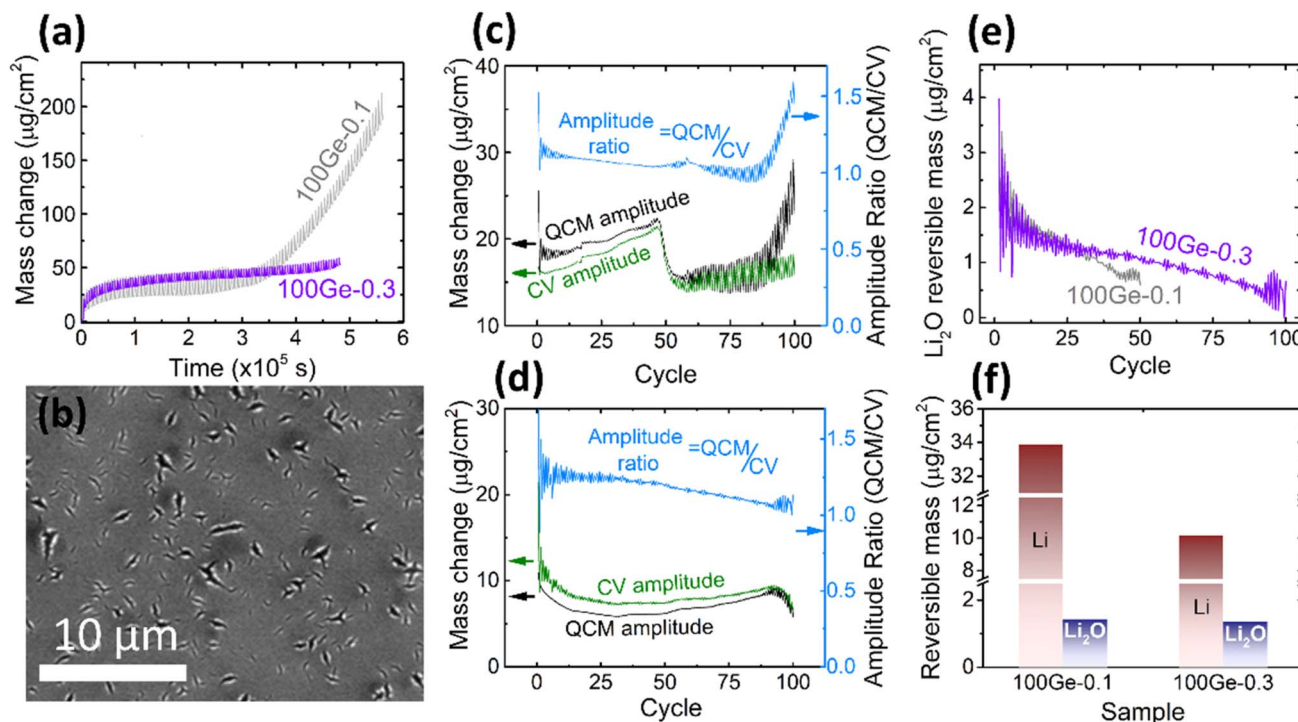 (a)
Mass change (µg/cm²)
200
150
100
50
0
0 1 2 3 4 5 6
Time (x10⁵ s)
100Ge-0.1
100Ge-0.3
(b)
10 µm
(c)
Mass change (µg/cm²)
40
30
20
10
Amplitude ratio =QCM/CV
QCM amplitude
CV amplitude
1.5
1.0
0.5
0.0
Amplitude Ratio (QCM/CV)
0 25 50 75 100
Cycle
(d)
Mass change (µg/cm²)
30
20
10
0
Amplitude ratio =QCM/CV
CV amplitude
QCM amplitude
1.5
1.0
0.5
0.0
Amplitude Ratio (QCM/CV)
0 25 50 75 100
Cycle
(e)
Li₂O reversible mass (µg/cm²)
4
3
2
1
0
100Ge-0.3
100Ge-0.1
0 25 50 75 100
Cycle
(f)
Reversible mass (µg/cm²)
36
34
32
12
10
8
2
0
Li
Li₂O
Li
Li₂O
100Ge-0.1 100Ge-0.3
Sample